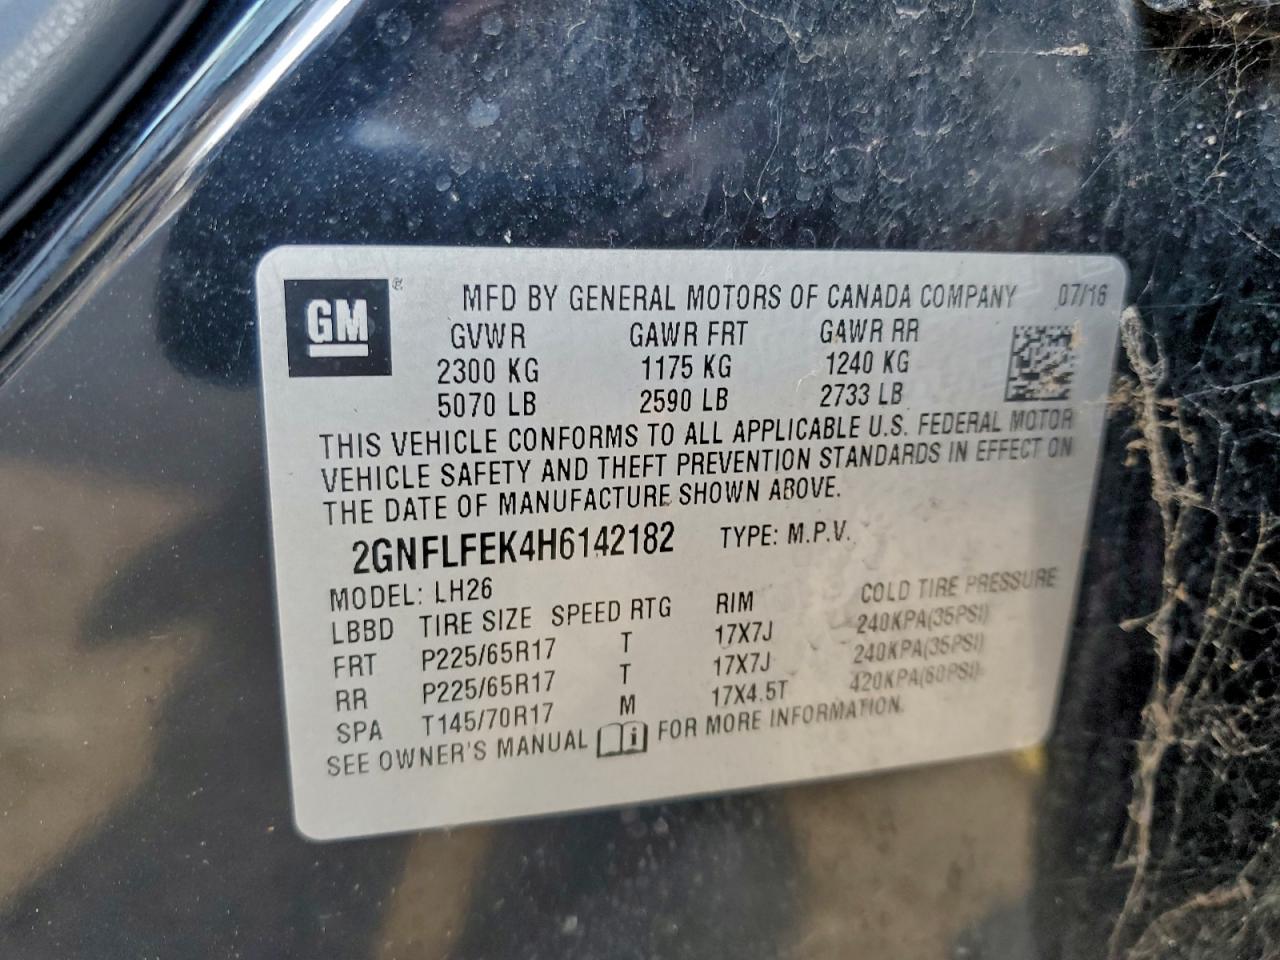 GM ® MFD BY GENERAL MOTORS OF CANADA COMPANY 07/16
GVWR GAWR FRT GAWR RR
2300 KG 1175 KG 1240 KG
5070 LB 2590 LB 2733 LB
THIS VEHICLE CONFORMS TO ALL APPLICABLE U.S. FEDERAL MOTOR
VEHICLE SAFETY AND THEFT PREVENTION STANDARDS IN EFFECT ON
THE DATE OF MANUFACTURE SHOWN ABOVE.
2GNFLFEK4H6142182 TYPE: M.P.V.
MODEL: LH26
LBBD TIRE SIZE SPEED RTG RIM COLD TIRE PRESSURE
FRT P225/65R17 T 17X7J 240KPA(35PSI)
RR P225/65R17 T 17X7J 240KPA(35PSI)
SPA T145/70R17 M 17X4.5T 420KPA(60PSI)
SEE OWNER'S MANUAL FOR MORE INFORMATION.